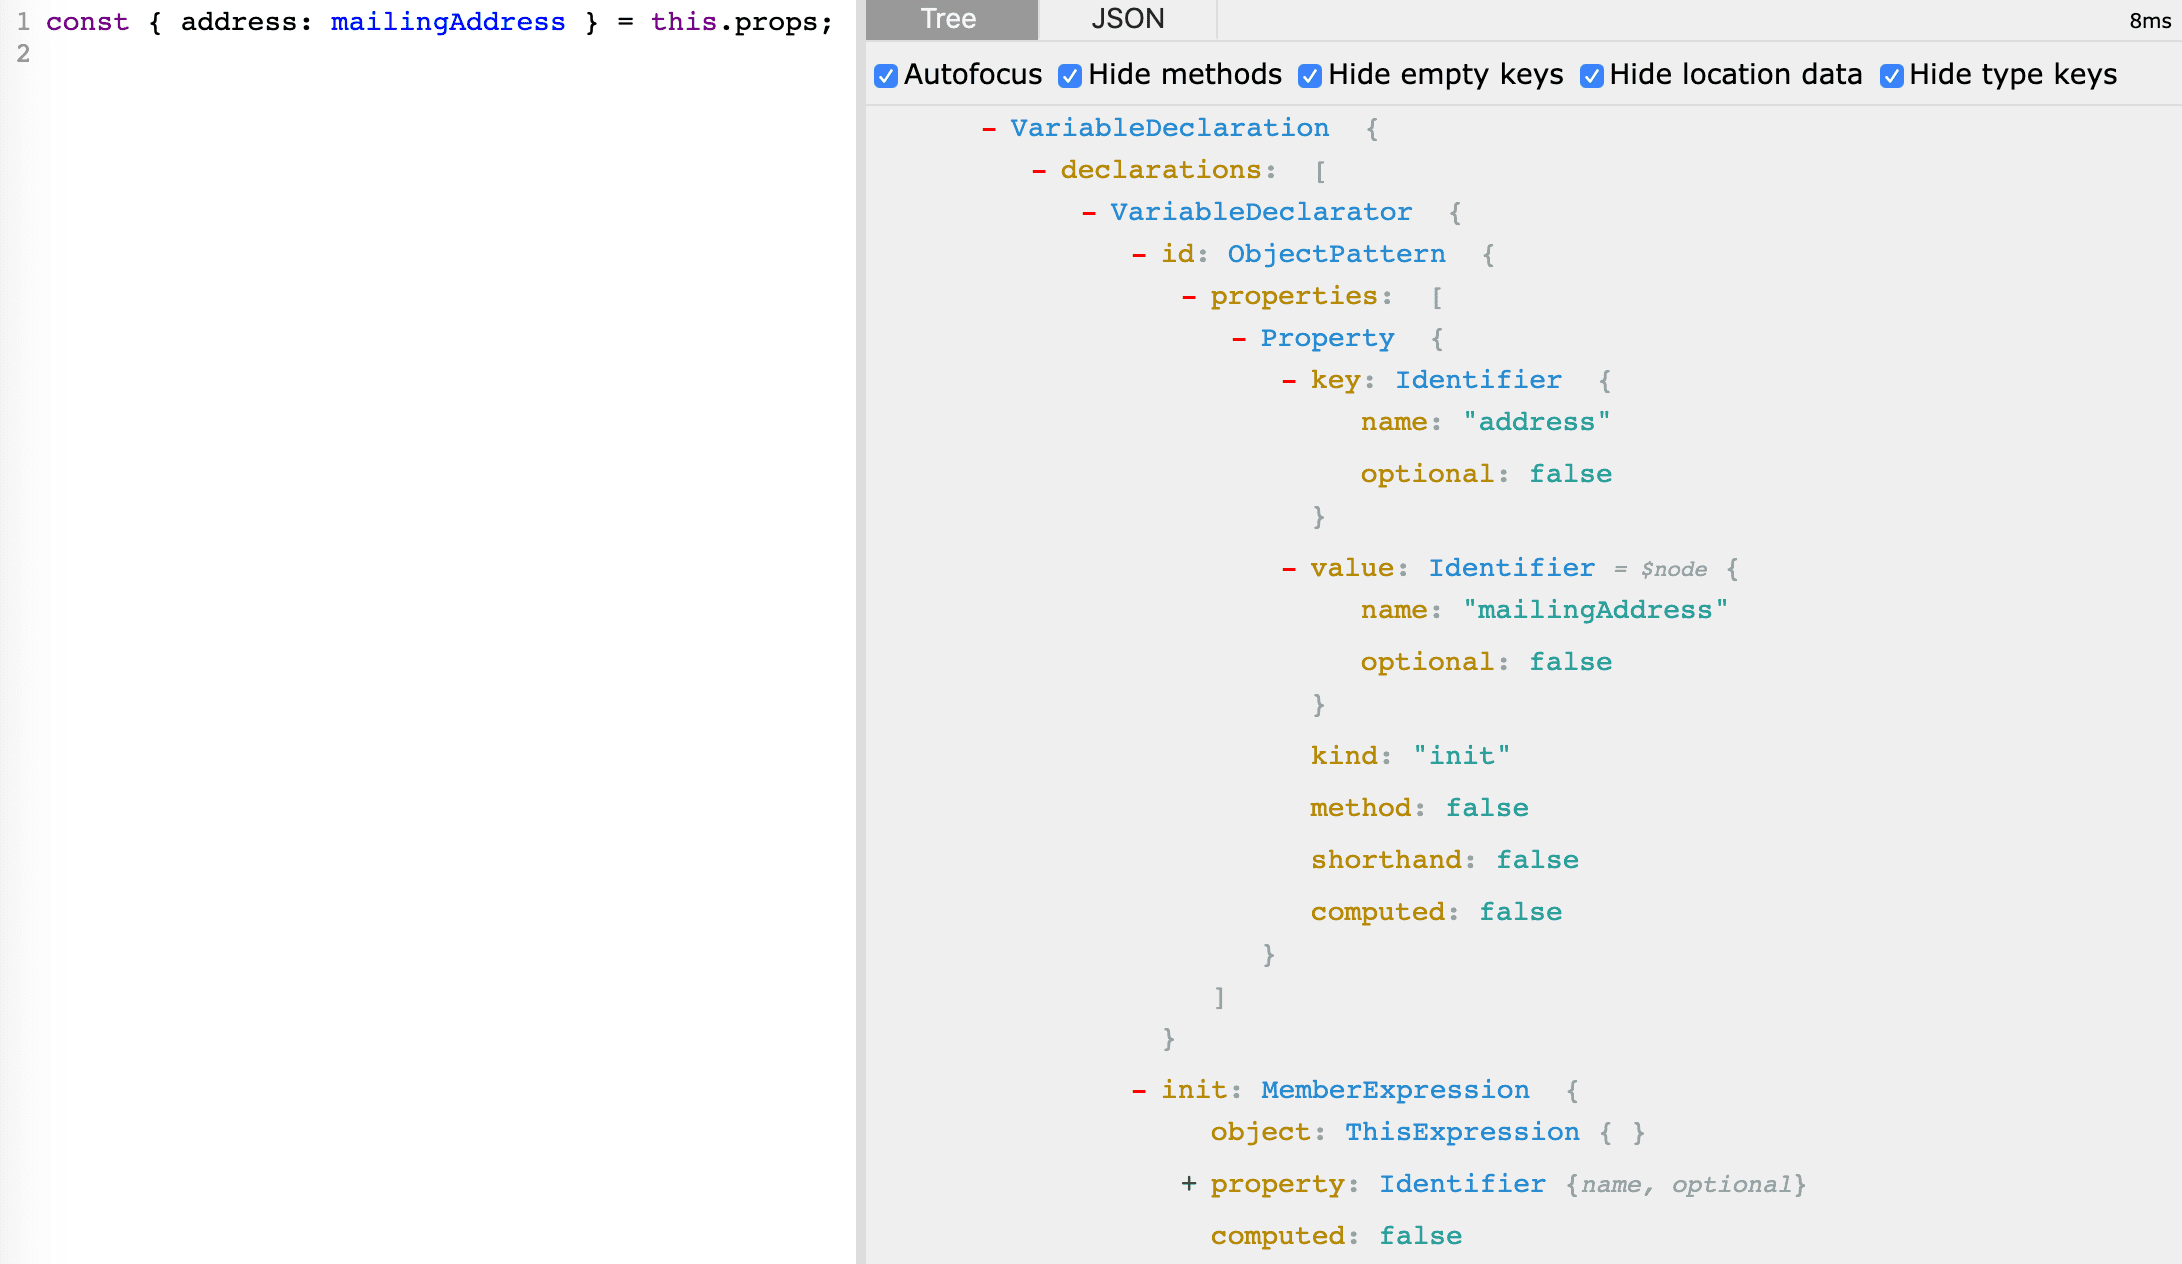 1 const { address: mailingAddress } = this.props;
2
Tree JSON 8ms
Autofocus Hide methods Hide empty keys Hide location data Hide type keys
- VariableDeclaration {
- declarations: [
- VariableDeclarator {
- id: ObjectPattern {
- properties: [
- Property {
- key: Identifier {
name: "address"
optional: false
}
- value: Identifier = $node {
name: "mailingAddress"
optional: false
}
kind: "init"
method: false
shorthand: false
computed: false
}
]
}
- init: MemberExpression {
object: ThisExpression { }
+ property: Identifier {name, optional}
computed: false